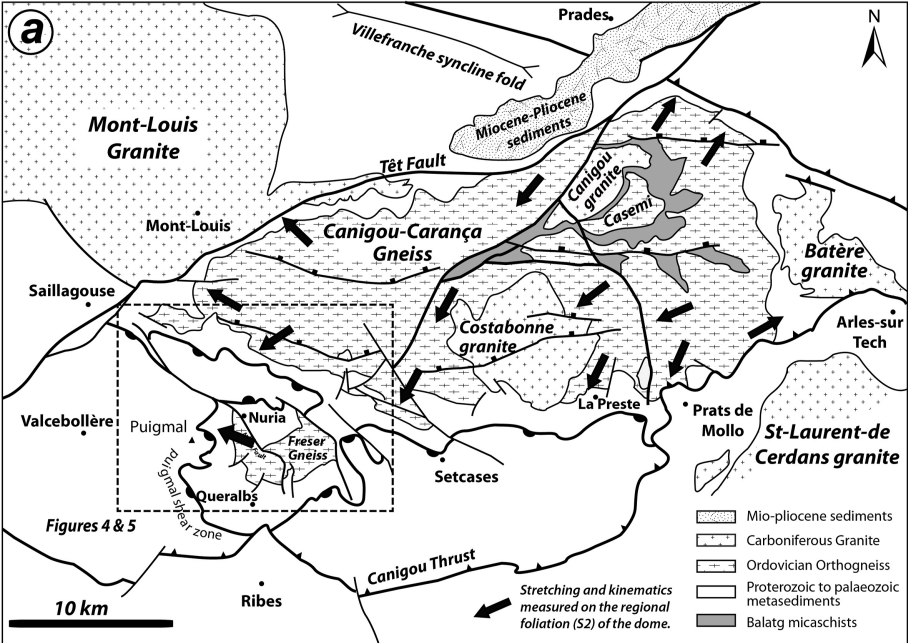 a
Prades
N
Villefranche syncline fold
Miocene-Pliocene
sediments
Mont-Louis
Granite
Têt Fault
Canigou
granite
Casemi
Mont-Louis
Canigou-Carança
Gneiss
Batère
granite
Saillagouse
Costabonne
granite
Arles-sur
Tech
La Preste
Prats de
Mollo
Valcebollère
Nuria
Puigmal
Freser
Gneiss
Fault
St-Laurent-de
Cerdans granite
Setcases
Queralbs
Figures 4 & 5
Mio-pliocene sediments
Carboniferous Granite
Ordovician Orthogneiss
Proterozoic to palaeozoic
metasediments
Balatg micaschists
Canigou Thrust
Stretching and kinematics
measured on the regional
foliation (S2) of the dome.
10 km
Ribes